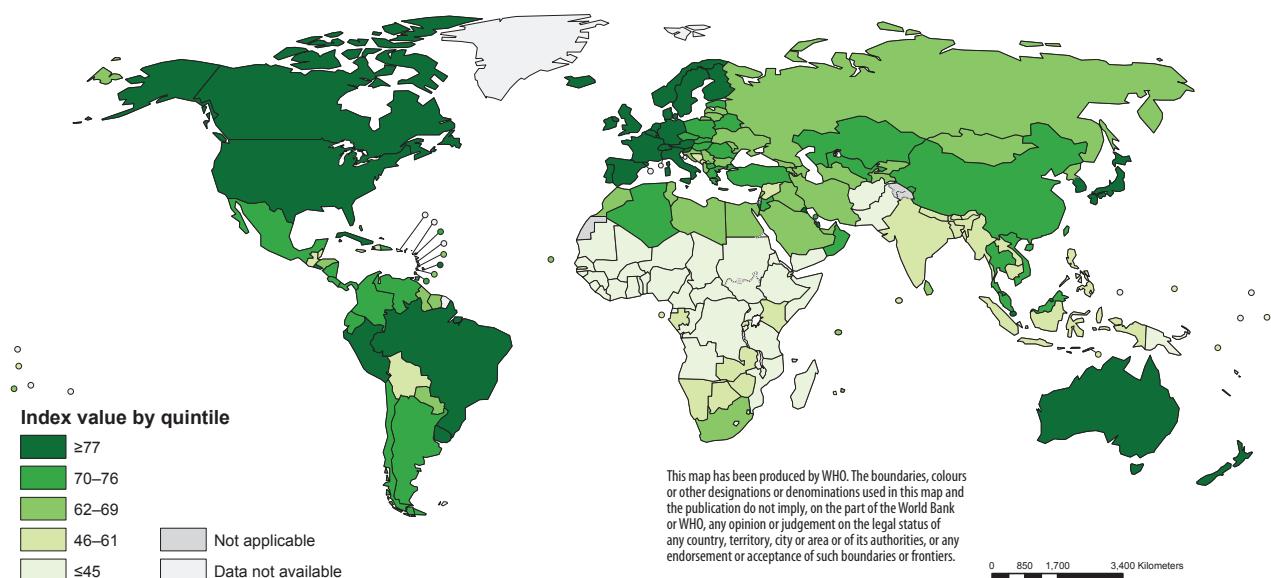 Index value by quintile
≥77
70–76
62–69
46–61
≤45
Not applicable
Data not available
This map has been produced by WHO. The boundaries, colours
or other designations or denominations used in this map and
the publication do not imply, on the part of the World Bank
or WHO, any opinion or judgement on the legal status of
any country, territory, city or area or of its authorities, or any
endorsement or acceptance of such boundaries or frontiers.
0 850 1,700 3,400 Kilometers